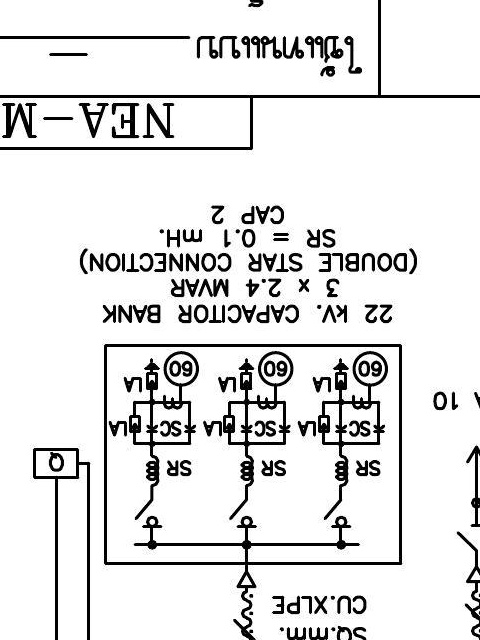 SQ.mm.
CU.XLPE
SR SR SR
Q
SC LA SC LA SC LA
A 10
LA LA LA
60 60 60
22 kV. CAPACITOR BANK
3 x 2.4 MVAR
(DOUBLE STAR CONNECTION)
SR = 0.1 mH.
CAP 2
NEA-M
ใช้แทนแบบ —